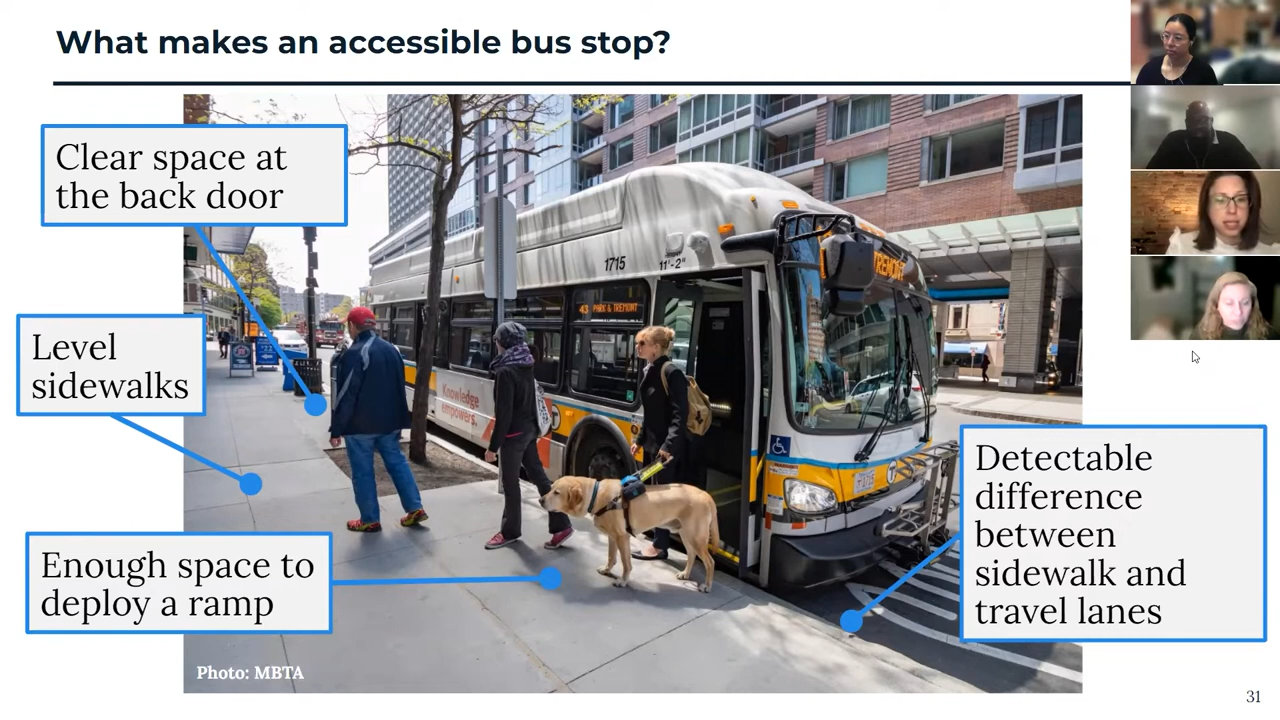 What makes an accessible bus stop?
Clear space at
the back door
Level
sidewalks
Enough space to
deploy a ramp
Detectable
difference
between
sidewalk and
travel lanes
1715
11'-2"
TREMONT
43 PARK & TREMONT
Knowledge
empowers.
T
Photo: MBTA
31